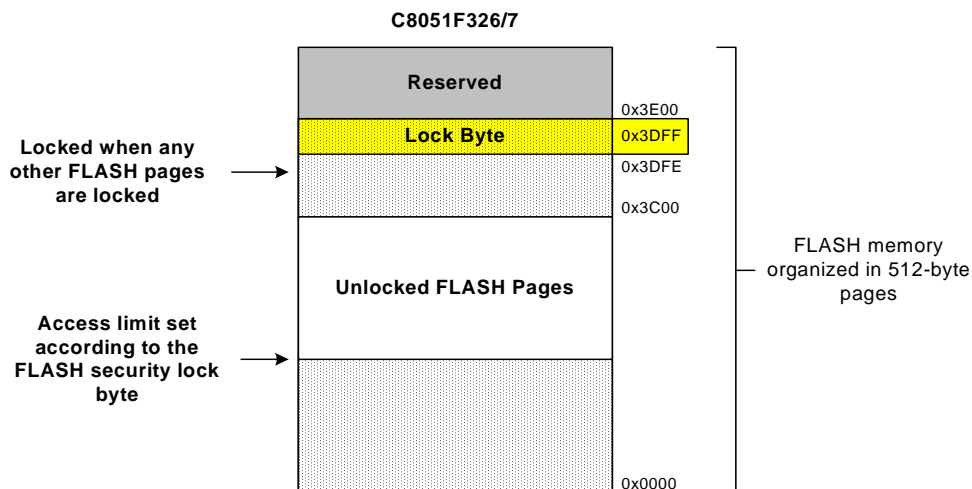 C8051F326/7
Reserved
0x3E00
Lock Byte
0x3DFF
Locked when any
other FLASH pages
are locked
0x3DFE
0x3C00
Unlocked FLASH Pages
FLASH memory
organized in 512-byte
pages
Access limit set
according to the
FLASH security lock
byte
0x0000